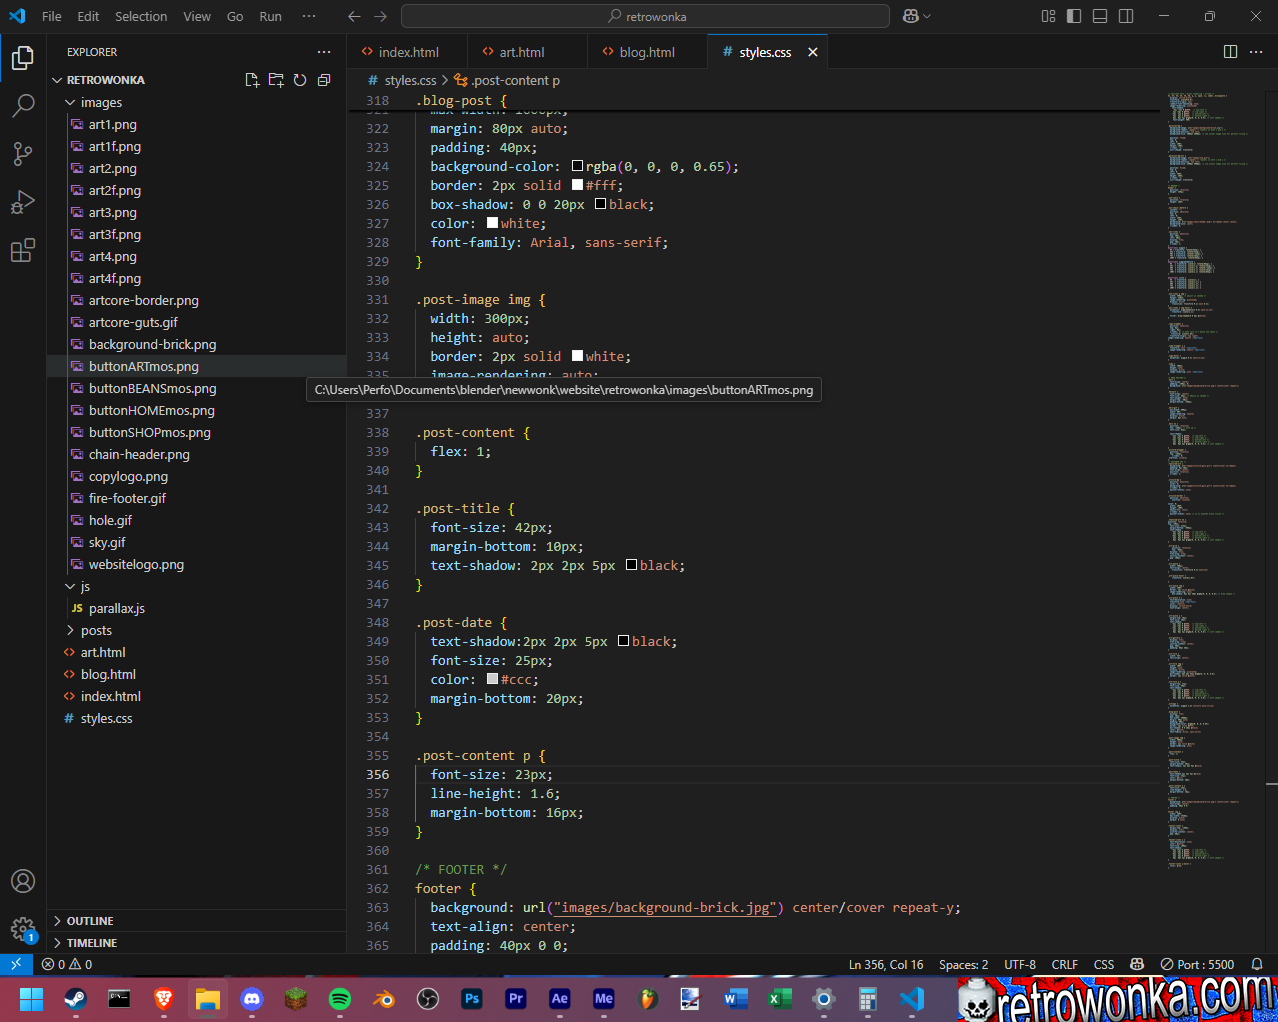 File Edit Selection View Go Run ··· retrowonka
EXPLORER ···
RETROWONKA
images
art1.png
art1f.png
art2.png
art2f.png
art3.png
art3f.png
art4.png
art4f.png
artcore-border.png
artcore-guts.gif
background-brick.png
buttonARTmos.png
buttonBEANSmos.png
buttonHOMEmos.png
buttonSHOPmos.png
chain-header.png
copylogo.png
fire-footer.gif
hole.gif
sky.gif
websitelogo.png
js
JS parallax.js
posts
<> art.html
<> blog.html
<> index.html
# styles.css
OUTLINE
TIMELINE
<> index.html <> art.html <> blog.html # styles.css
# styles.css > .post-content p
318 .blog-post {
322 margin: 80px auto;
323 padding: 40px;
324 background-color: rgba(0, 0, 0, 0.65);
325 border: 2px solid #fff;
326 box-shadow: 0 0 20px black;
327 color: white;
328 font-family: Arial, sans-serif;
329 }
330
331 .post-image img {
332 width: 300px;
333 height: auto;
334 border: 2px solid white;
335 image-rendering: auto;
C:\Users\Perfo\Documents\blender\newwonk\website\retrowonka\images\buttonARTmos.png
337
338 .post-content {
339 flex: 1;
340 }
341
342 .post-title {
343 font-size: 42px;
344 margin-bottom: 10px;
345 text-shadow: 2px 2px 5px black;
346 }
347
348 .post-date {
349 text-shadow:2px 2px 5px black;
350 font-size: 25px;
351 color: #ccc;
352 margin-bottom: 20px;
353 }
354
355 .post-content p {
356 font-size: 23px;
357 line-height: 1.6;
358 margin-bottom: 16px;
359 }
360
361 /* FOOTER */
362 footer {
363 background: url("images/background-brick.jpg") center/cover repeat-y;
364 text-align: center;
365 padding: 40px 0 0;
1
0 0 Ln 356, Col 16 Spaces: 2 UTF-8 CRLF CSS Port : 5500
Ps Pr Ae Me
retrowonka.com